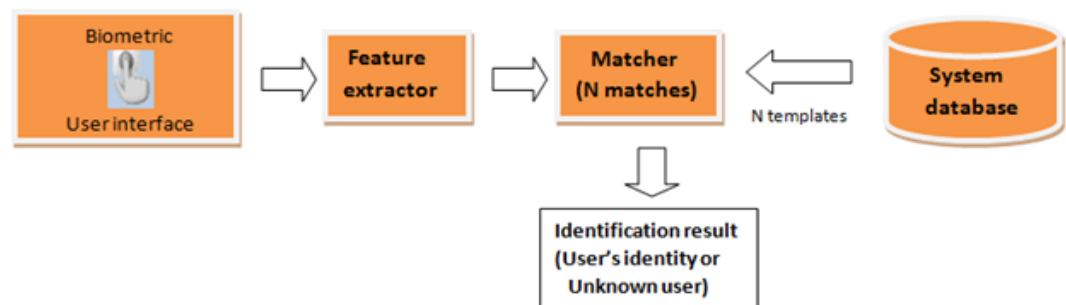 Biometric
User interface
Feature
extractor
Matcher
(N matches)
N templates
System
database
Identification result
(User's identity or
Unknown user)